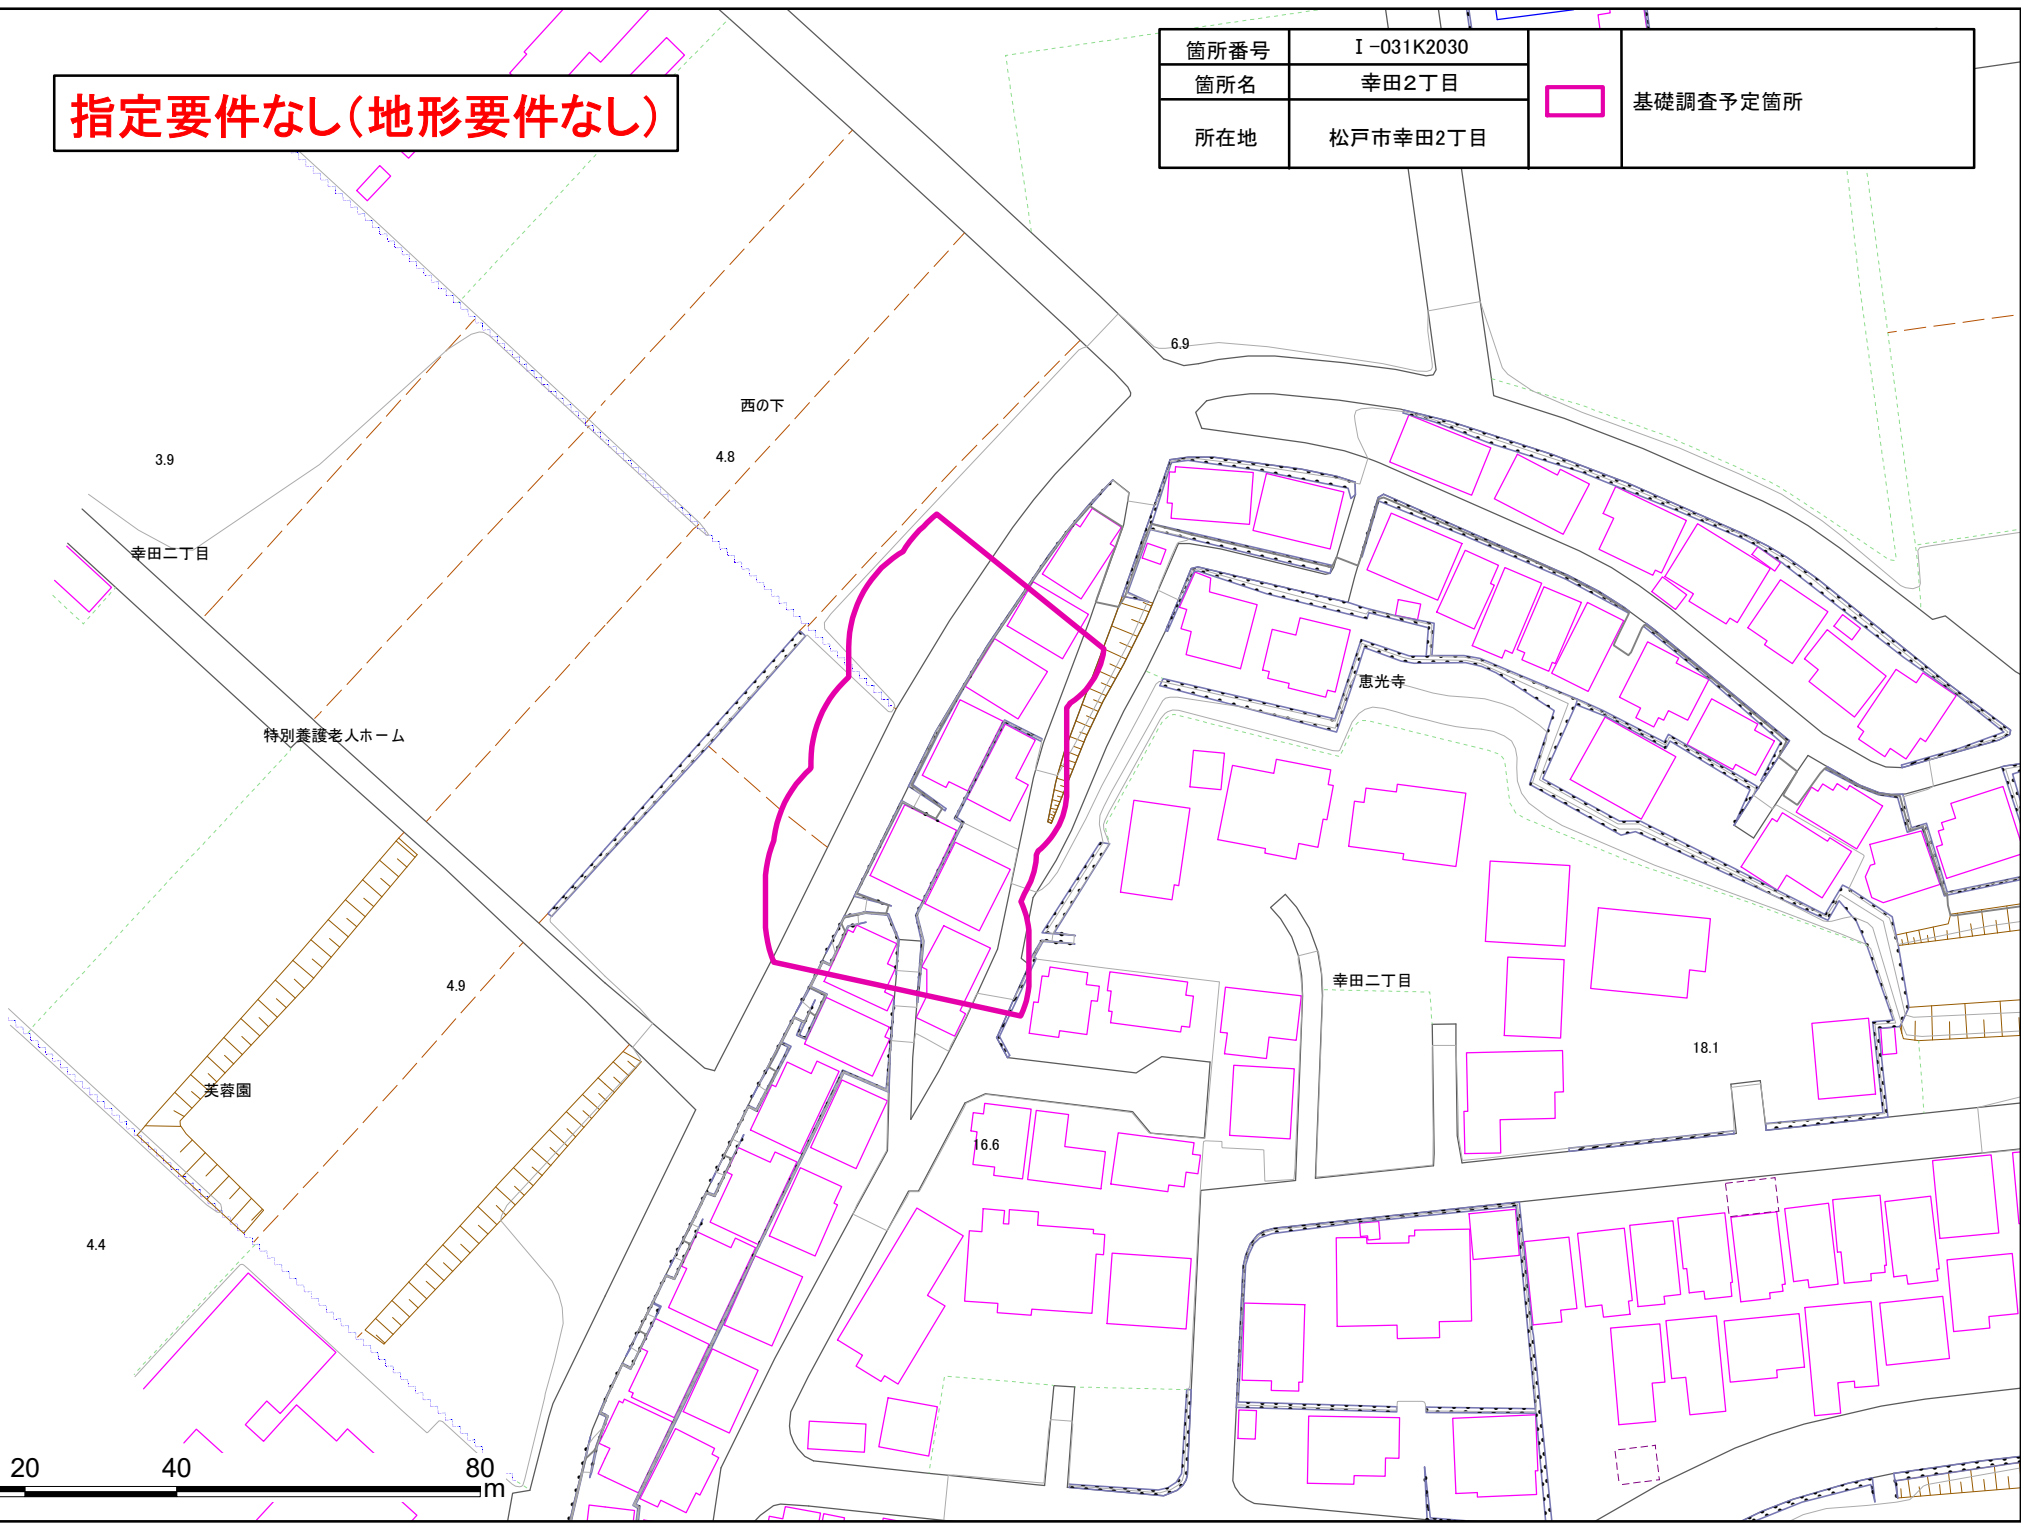 指定要件なし(地形要件なし)
箇所番号 Ⅰ-031K2030
箇所名 幸田2丁目
所在地 松戸市幸田2丁目
基礎調査予定箇所
6.9
西の下
3.9
4.8
幸田二丁目
恵光寺
特別養護老人ホーム
幸田二丁目
4.9
18.1
芙蓉園
16.6
4.4
20 40 80
m